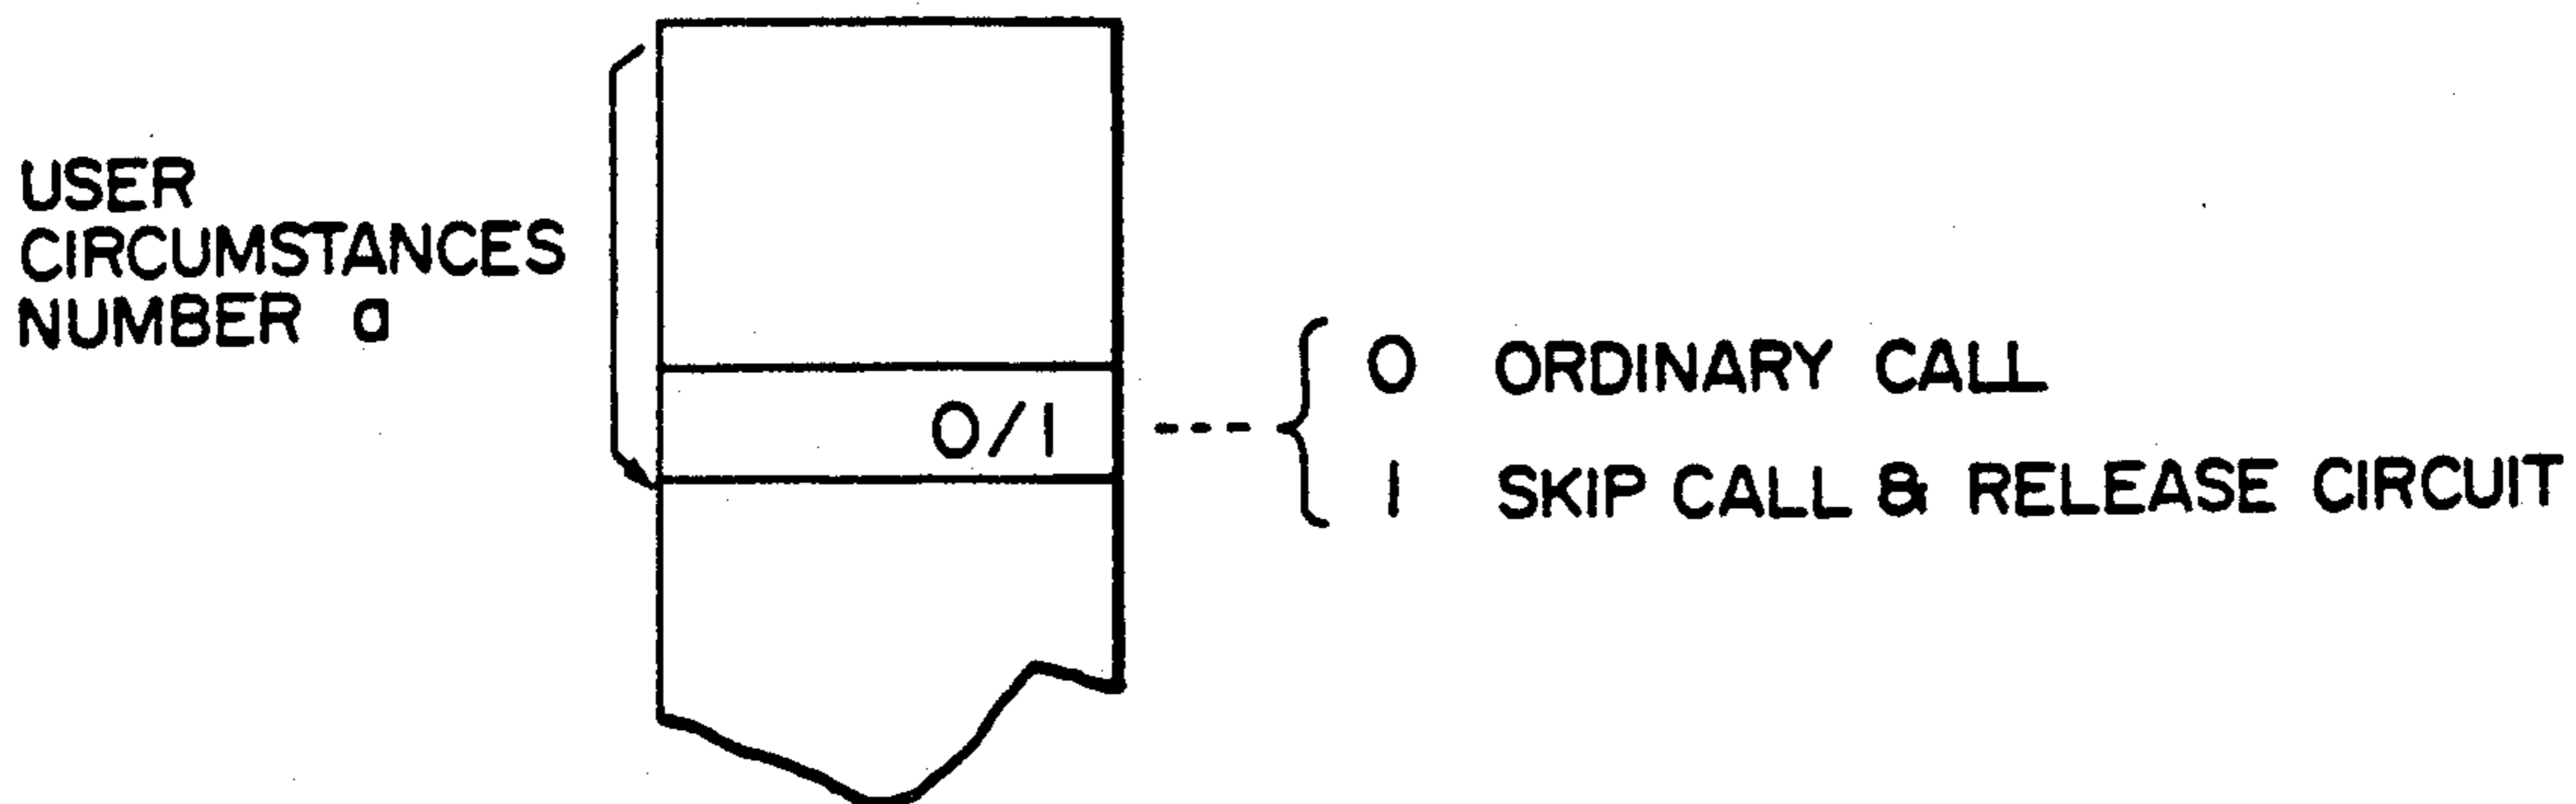 USER
CIRCUMSTANCES
NUMBER a
0/1
0 ORDINARY CALL
1 SKIP CALL & RELEASE CIRCUIT